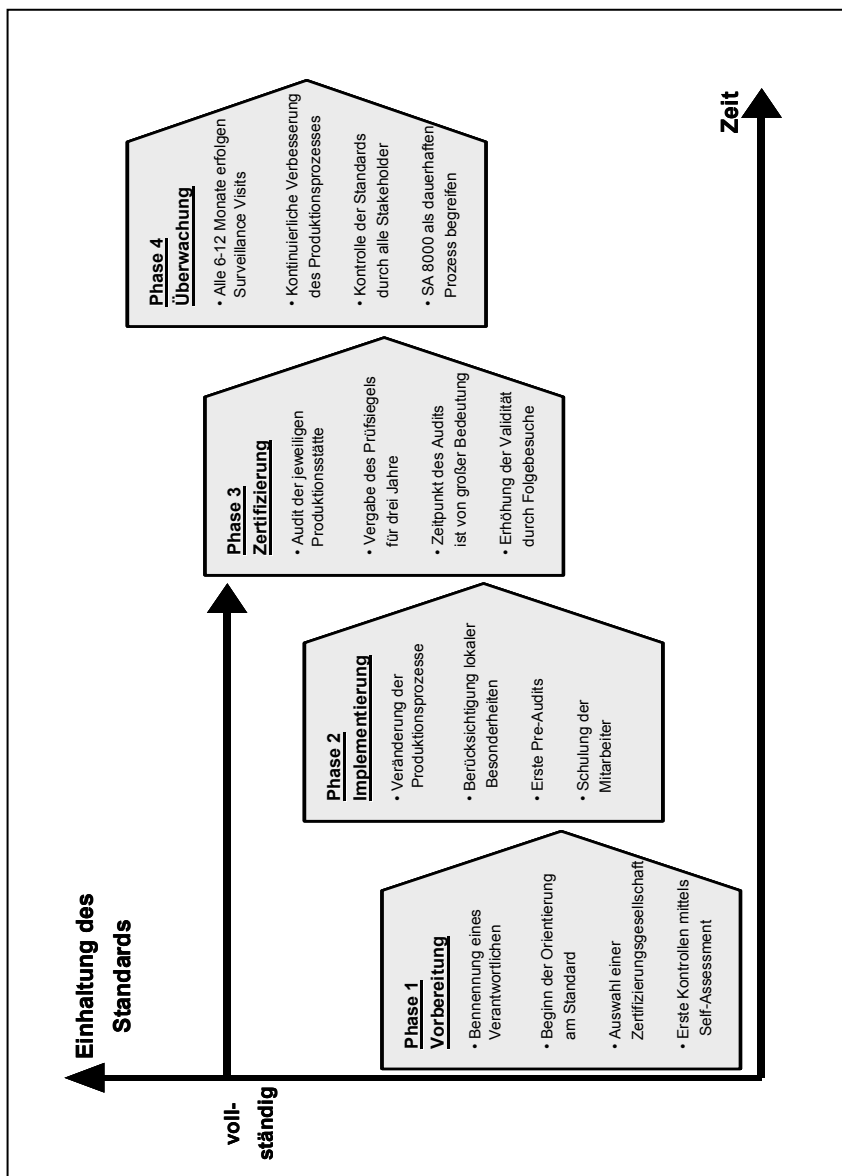 Einhaltung des
Standards
voll-
ständig
Phase 1
Vorbereitung
• Bennennung eines
Verantwortlichen
• Beginn der Orientierung
am Standard
• Auswahl einer
Zertifizierungsgesellschaft
• Erste Kontrollen mittels
Self-Assessment
Phase 2
Implementierung
• Veränderung der
Produktionsprozesse
• Berücksichtigung lokaler
Besonderheiten
• Erste Pre-Audits
• Schulung der
Mitarbeiter
Phase 3
Zertifizierung
• Audit der jeweiligen
Produktionsstätte
• Vergabe des Prüfsiegels
für drei Jahre
• Zeitpunkt des Audits
ist von großer Bedeutung
• Erhöhung der Validität
durch Folgebesuche
Phase 4
Überwachung
• Alle 6-12 Monate erfolgen
Surveillance Visits
• Kontinuierliche Verbesserung
des Produktionsprozesses
• Kontrolle der Standards
durch alle Stakeholder
• SA 8000 als dauerhaften
Prozess begreifen
Zeit